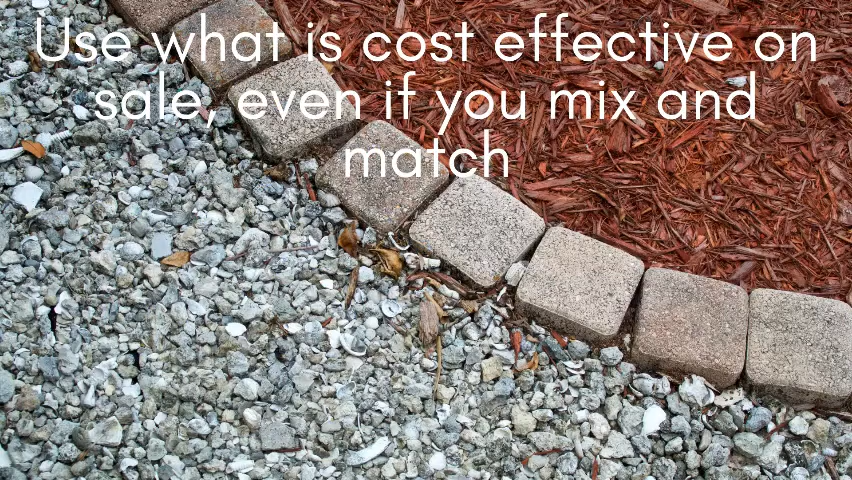 Use what is cost effective on
sale, even if you mix and
match